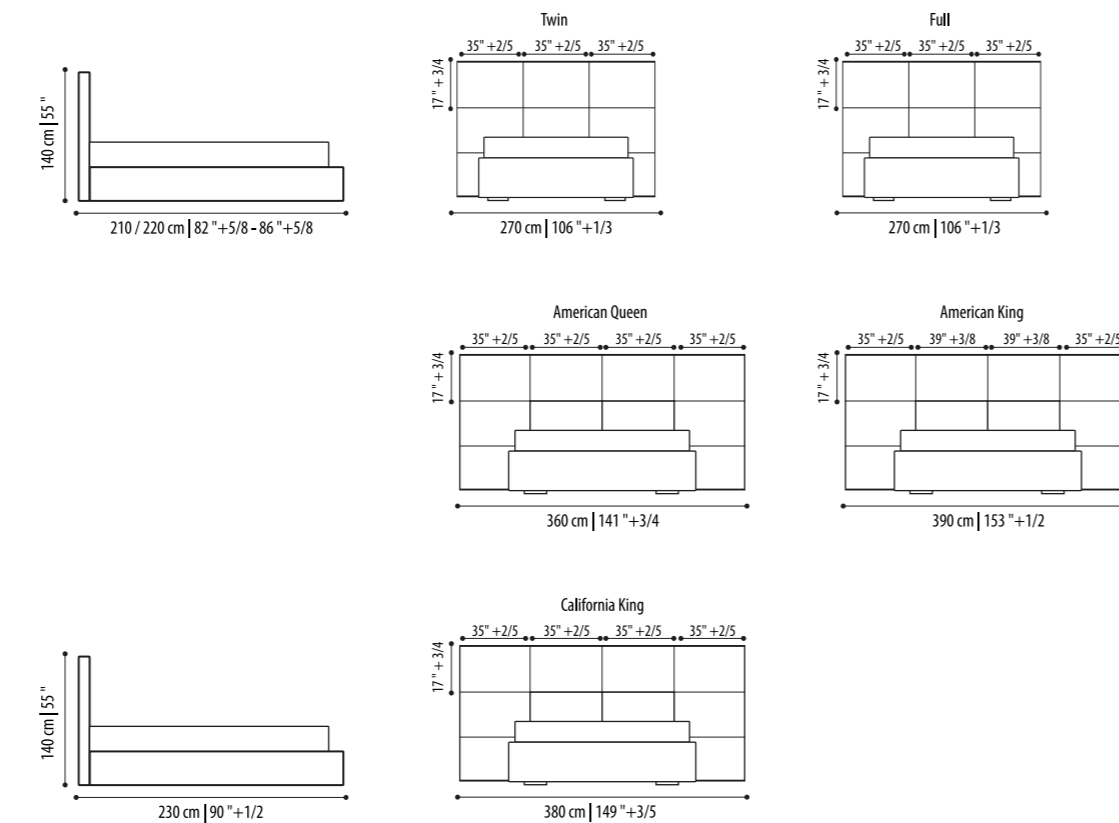 Twin
35" +2/5 35" +2/5 35" +2/5
17 " + 3/4
270 cm | 106 "+1/3
Full
35" +2/5 35" +2/5 35" +2/5
17 " + 3/4
270 cm | 106 "+1/3
140 cm | 55 "
210 / 220 cm | 82 "+5/8 - 86 "+5/8
American Queen
35" +2/5 35" +2/5 35" +2/5 35" +2/5
17 " + 3/4
360 cm | 141 "+3/4
American King
35" +2/5 39" +3/8 39" +3/8 35" +2/5
17 " + 3/4
390 cm | 153 "+1/2
California King
35" +2/5 35" +2/5 35" +2/5 35" +2/5
17 " + 3/4
380 cm | 149 "+3/5
140 cm | 55 "
230 cm | 90 "+1/2